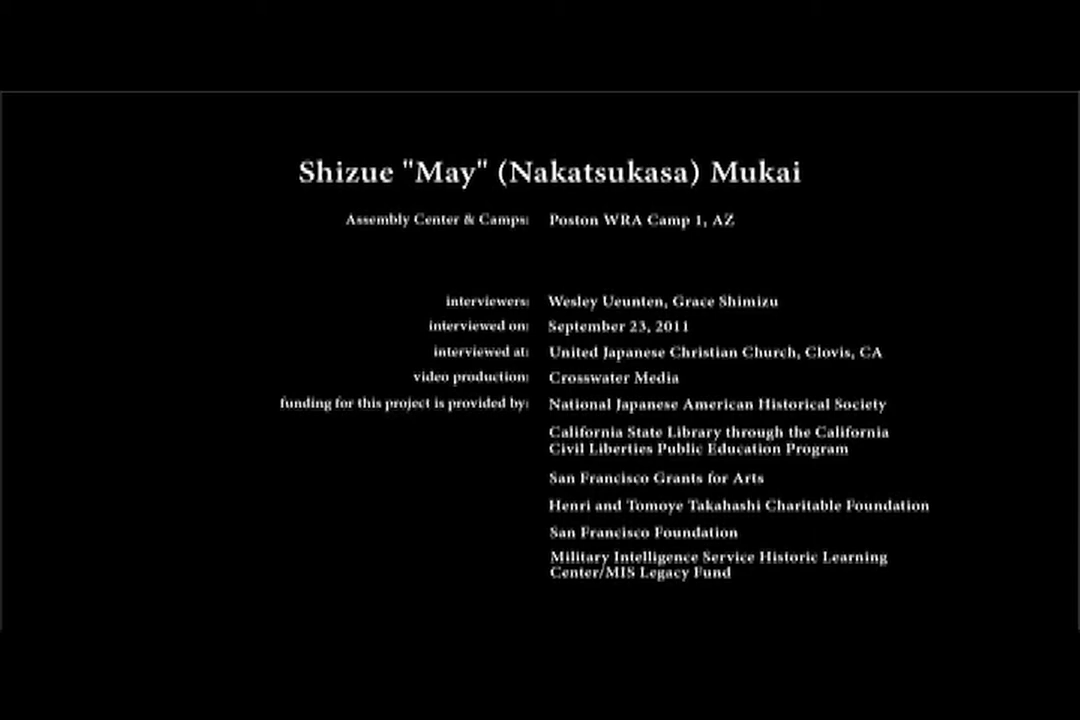 Shizue "May" (Nakatsukasa) Mukai
Assembly Center & Camps: Poston WRA Camp 1, AZ
interviewers: Wesley Ueunten, Grace Shimizu
interviewed on: September 23, 2011
interviewed at: United Japanese Christian Church, Clovis, CA
video production: Crosswater Media
funding for this project is provided by: National Japanese American Historical Society
California State Library through the California
Civil Liberties Public Education Program
San Francisco Grants for Arts
Henri and Tomoye Takahashi Charitable Foundation
San Francisco Foundation
Military Intelligence Service Historic Learning
Center/MIS Legacy Fund